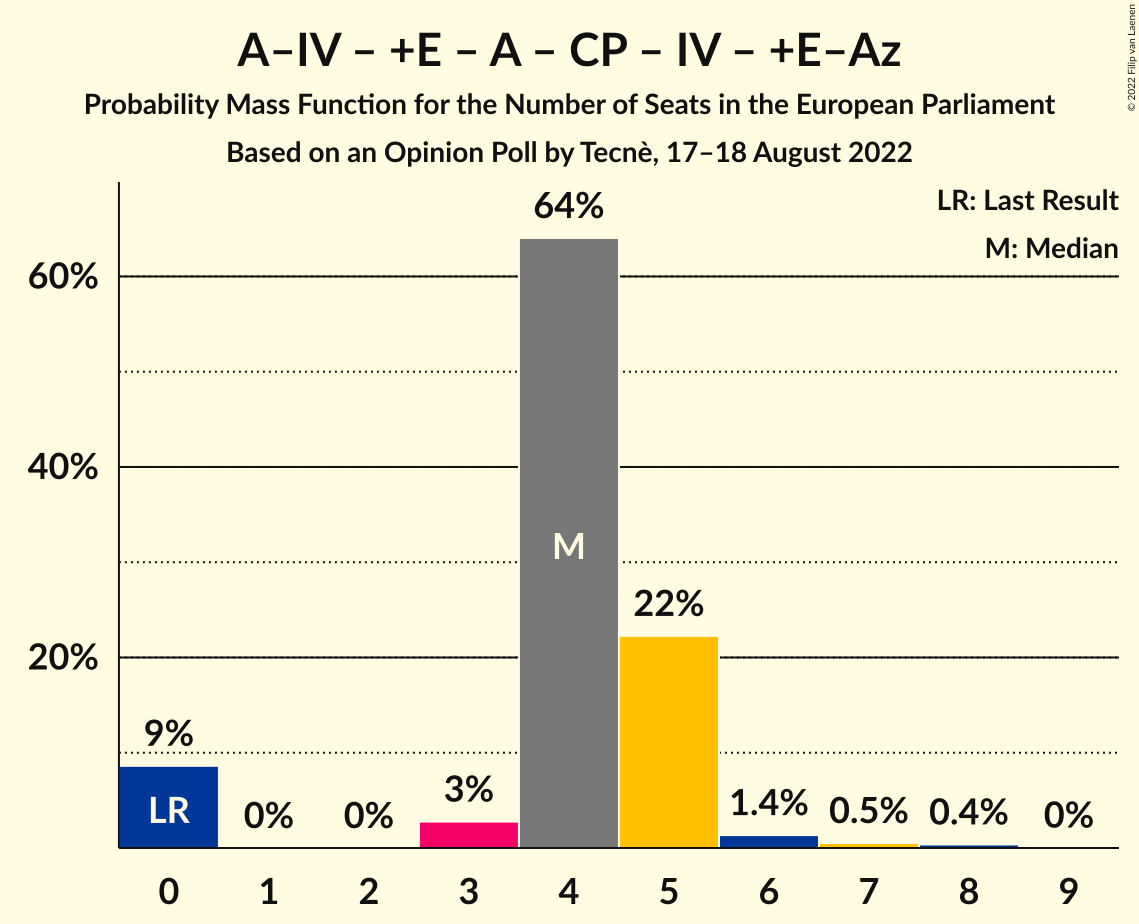 A–IV – +E – A – CP – IV – +E–Az
Probability Mass Function for the Number of Seats in the European Parliament
Based on an Opinion Poll by Tecnè, 17–18 August 2022
© 2022 Filip van Laenen
LR: Last Result
M: Median
64%
60%
40%
M
22%
20%
9%
LR
0%
0%
3%
1.4%
0.5%
0.4%
0%
0 1 2 3 4 5 6 7 8 9